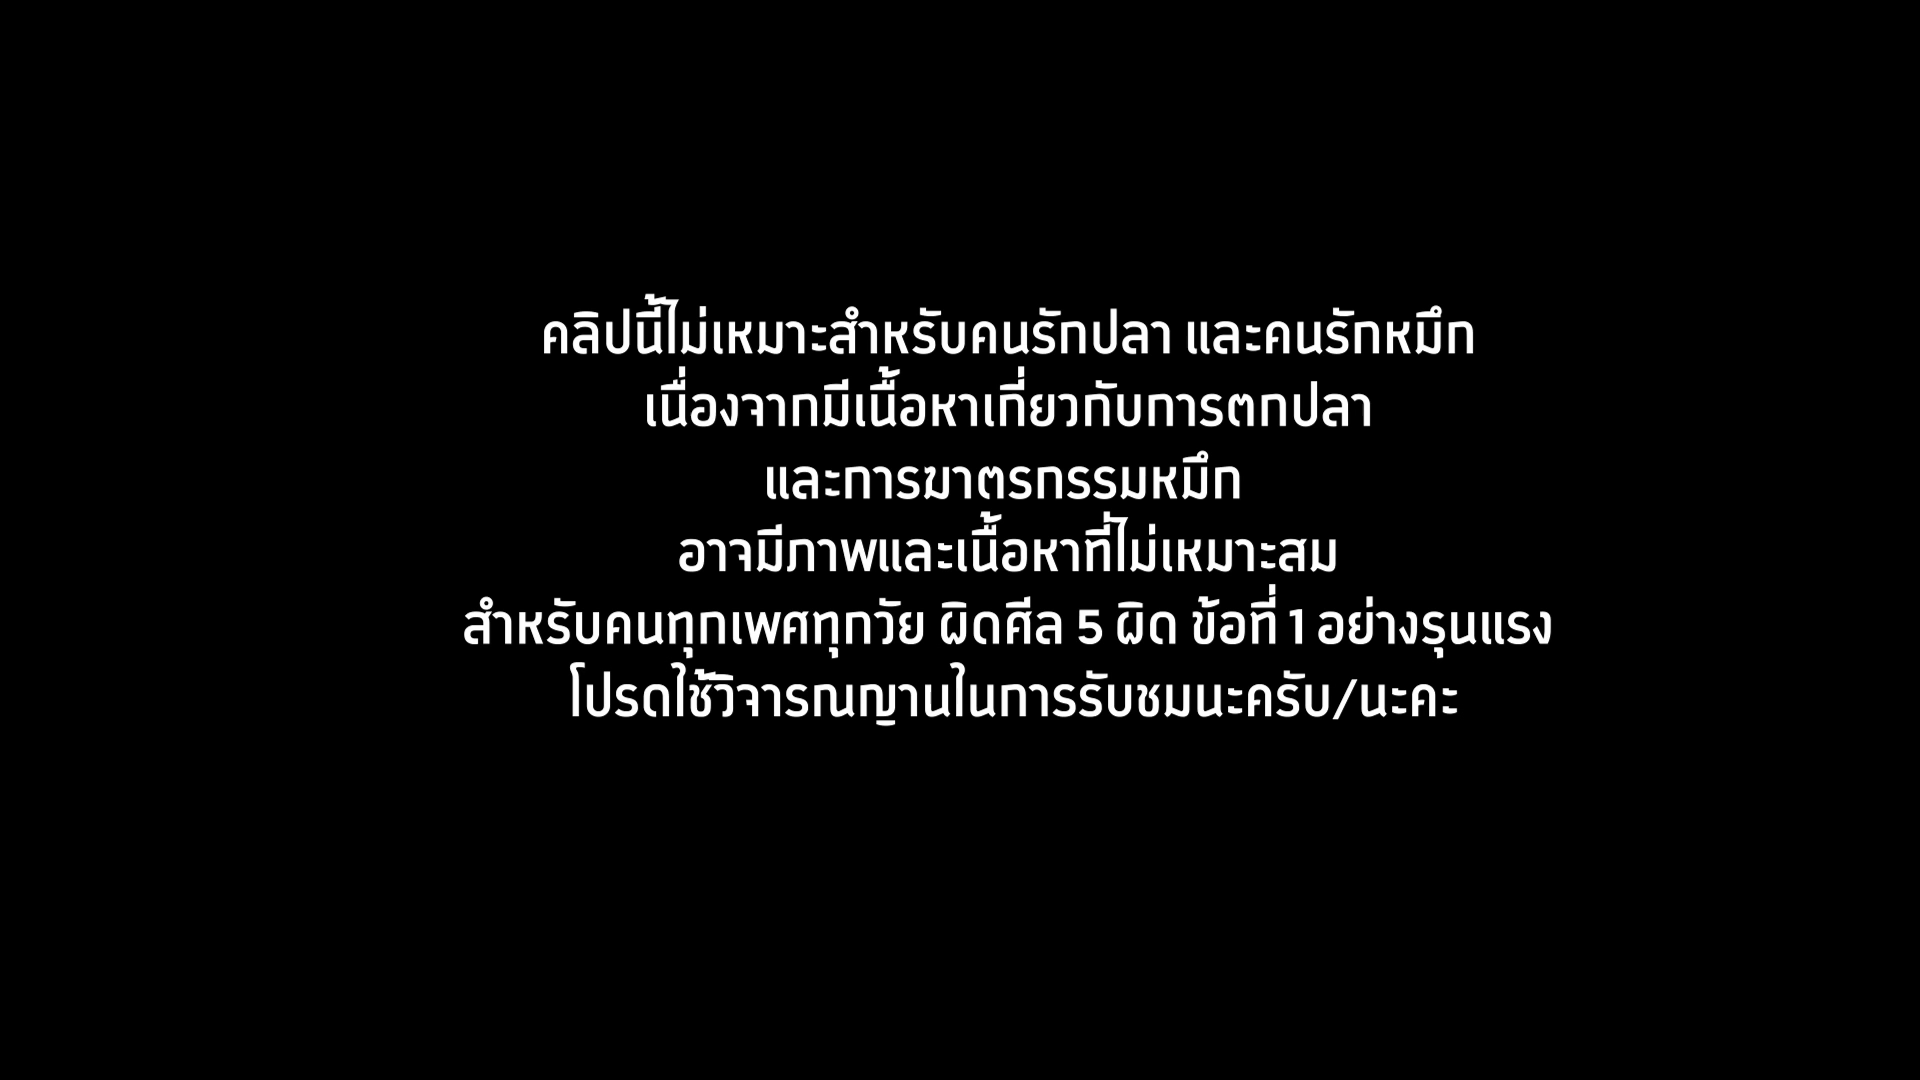 คลิปนี้ไม่เหมาะสำหรับคนรักปลา และคนรักหมึก
เนื่องจากมีเนื้อหาเกี่ยวกับการตกปลา
และการฆาตรกรรมหมึก
อาจมีภาพและเนื้อหาที่ไม่เหมาะสม
สำหรับคนทุกเพศทุกวัย ผิดศีล 5 ผิด ข้อที่ 1 อย่างรุนแรง
โปรดใช้วิจารณญานในการรับชมนะครับ/นะคะ